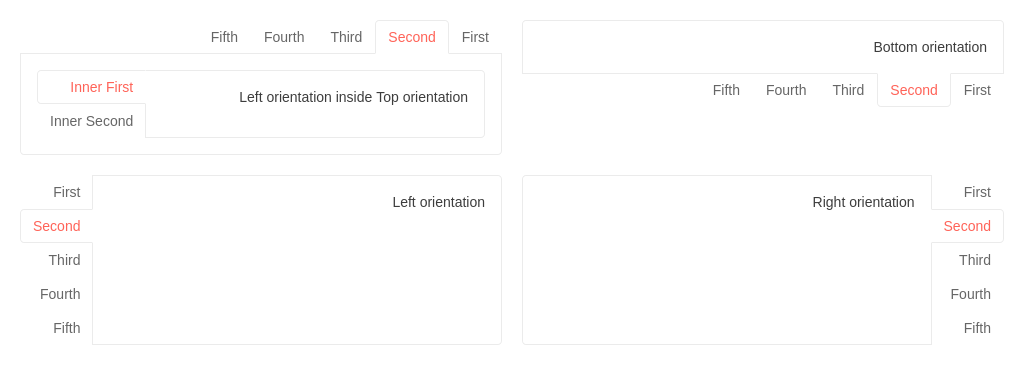 Fifth Fourth Third Second First
Inner First
Left orientation inside Top orientation
Inner Second
Bottom orientation
Fifth Fourth Third Second First
First
Second
Third
Fourth
Fifth
Left orientation
Right orientation
First
Second
Third
Fourth
Fifth